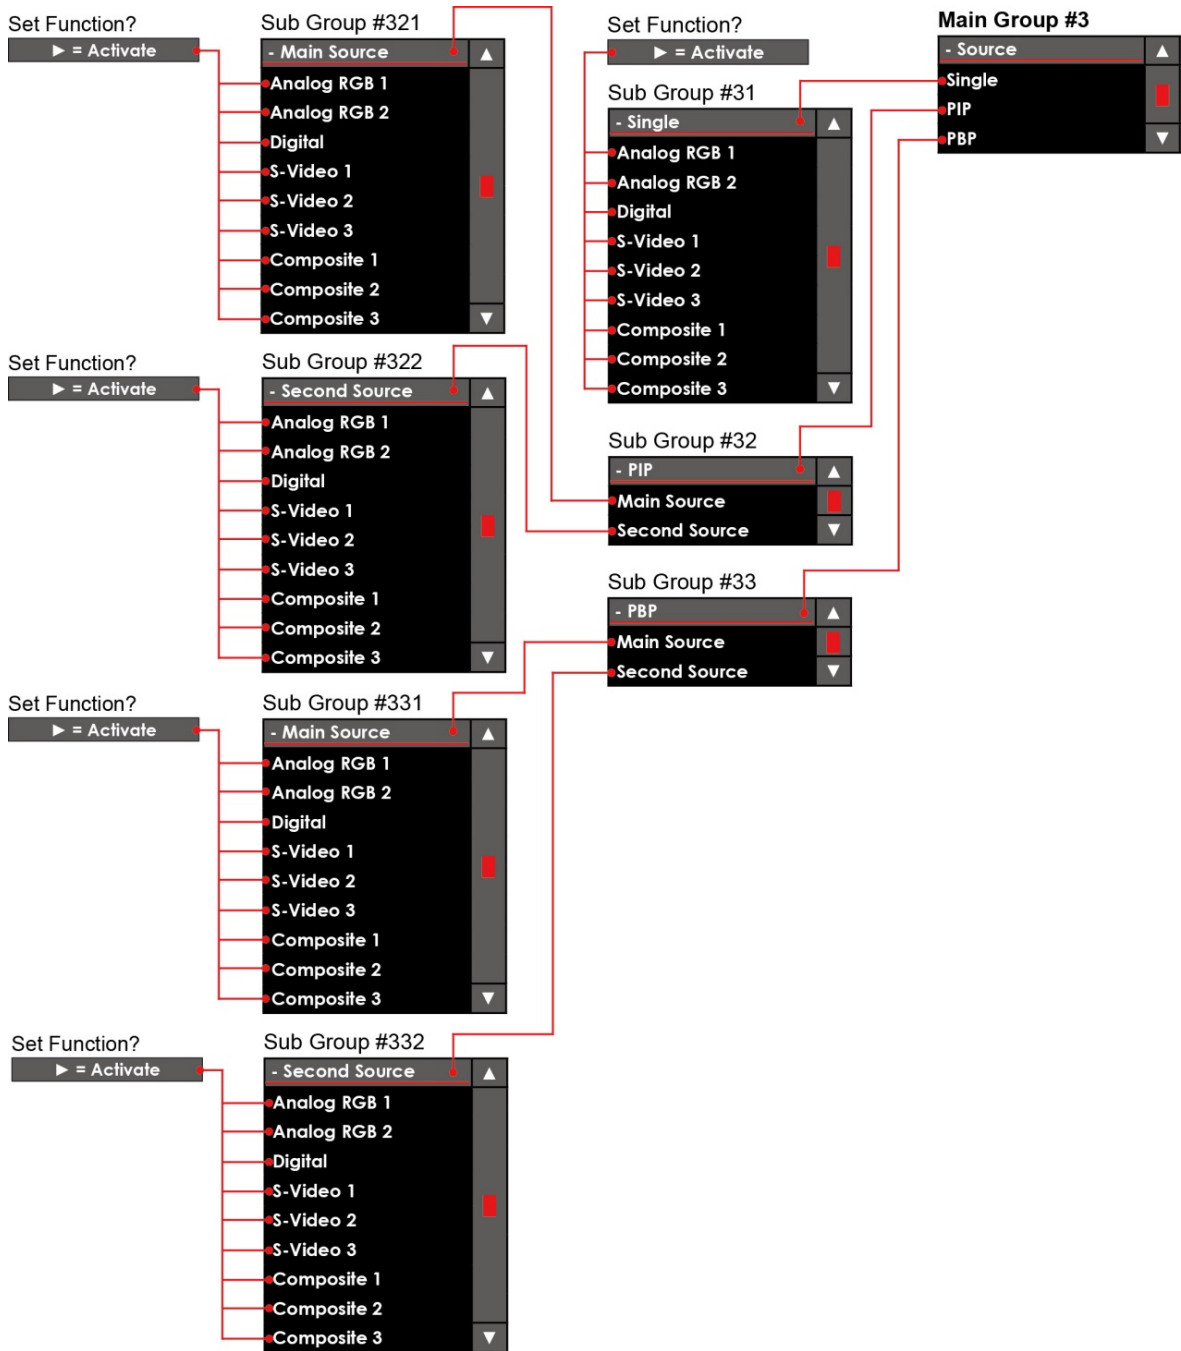 Set Function?
► = Activate
Sub Group #321
- Main Source
▲
Analog RGB 1
Analog RGB 2
Digital
S-Video 1
S-Video 2
S-Video 3
Composite 1
Composite 2
Composite 3
▼
Set Function?
► = Activate
Sub Group #322
- Second Source
▲
Analog RGB 1
Analog RGB 2
Digital
S-Video 1
S-Video 2
S-Video 3
Composite 1
Composite 2
Composite 3
▼
Set Function?
► = Activate
Sub Group #331
- Main Source
▲
Analog RGB 1
Analog RGB 2
Digital
S-Video 1
S-Video 2
S-Video 3
Composite 1
Composite 2
Composite 3
▼
Set Function?
► = Activate
Sub Group #332
- Second Source
▲
Analog RGB 1
Analog RGB 2
Digital
S-Video 1
S-Video 2
S-Video 3
Composite 1
Composite 2
Composite 3
▼
Set Function?
► = Activate
Sub Group #31
- Single
▲
Analog RGB 1
Analog RGB 2
Digital
S-Video 1
S-Video 2
S-Video 3
Composite 1
Composite 2
Composite 3
▼
Sub Group #32
- PIP
▲
Main Source
Second Source
▼
Sub Group #33
- PBP
▲
Main Source
Second Source
▼
Main Group #3
- Source
▲
Single
PIP
PBP
▼